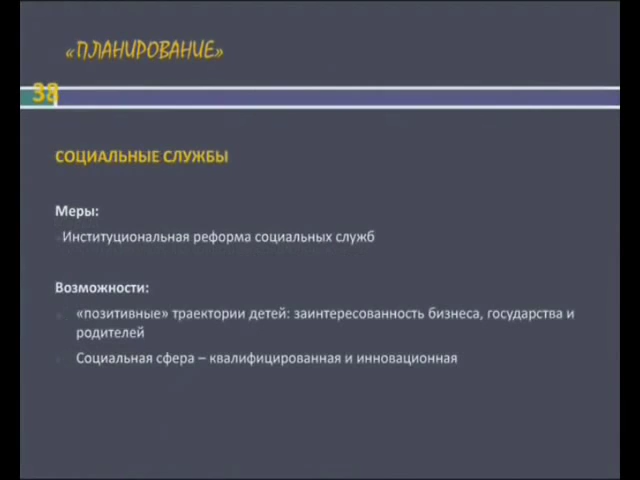 «ПЛАНИРОВАНИЕ»
38
СОЦИАЛЬНЫЕ СЛУЖБЫ
Меры:
Институциональная реформа социальных служб
Возможности:
«позитивные» траектории детей: заинтересованность бизнеса, государства и
родителей
Социальная сфера – квалифицированная и инновационная